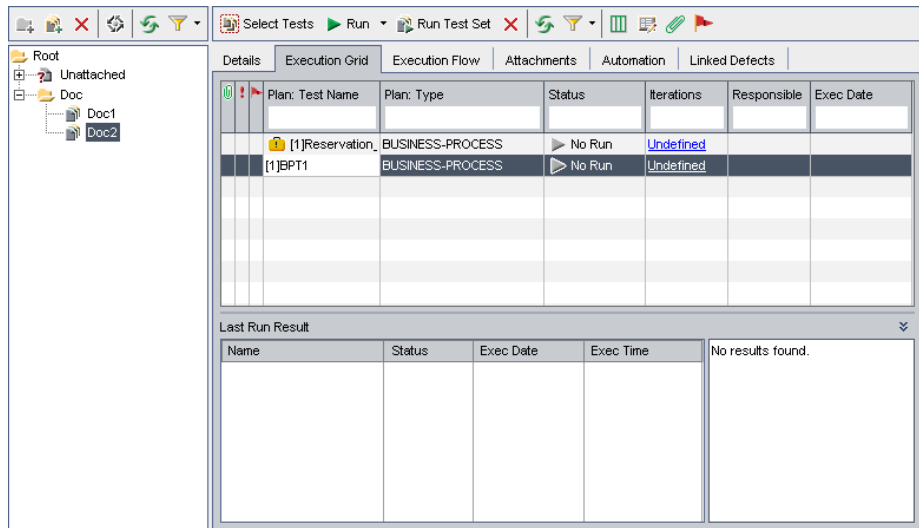 Select Tests Run Run Test Set
Root
Unattached
Doc
Doc1
Doc2
Details Execution Grid Execution Flow Attachments Automation Linked Defects
Plan: Test Name Plan: Type Status Iterations Responsible Exec Date
[1]Reservation_ BUSINESS-PROCESS No Run Undefined
[1]BPT1 BUSINESS-PROCESS No Run Undefined
Last Run Result
Name Status Exec Date Exec Time
No results found.